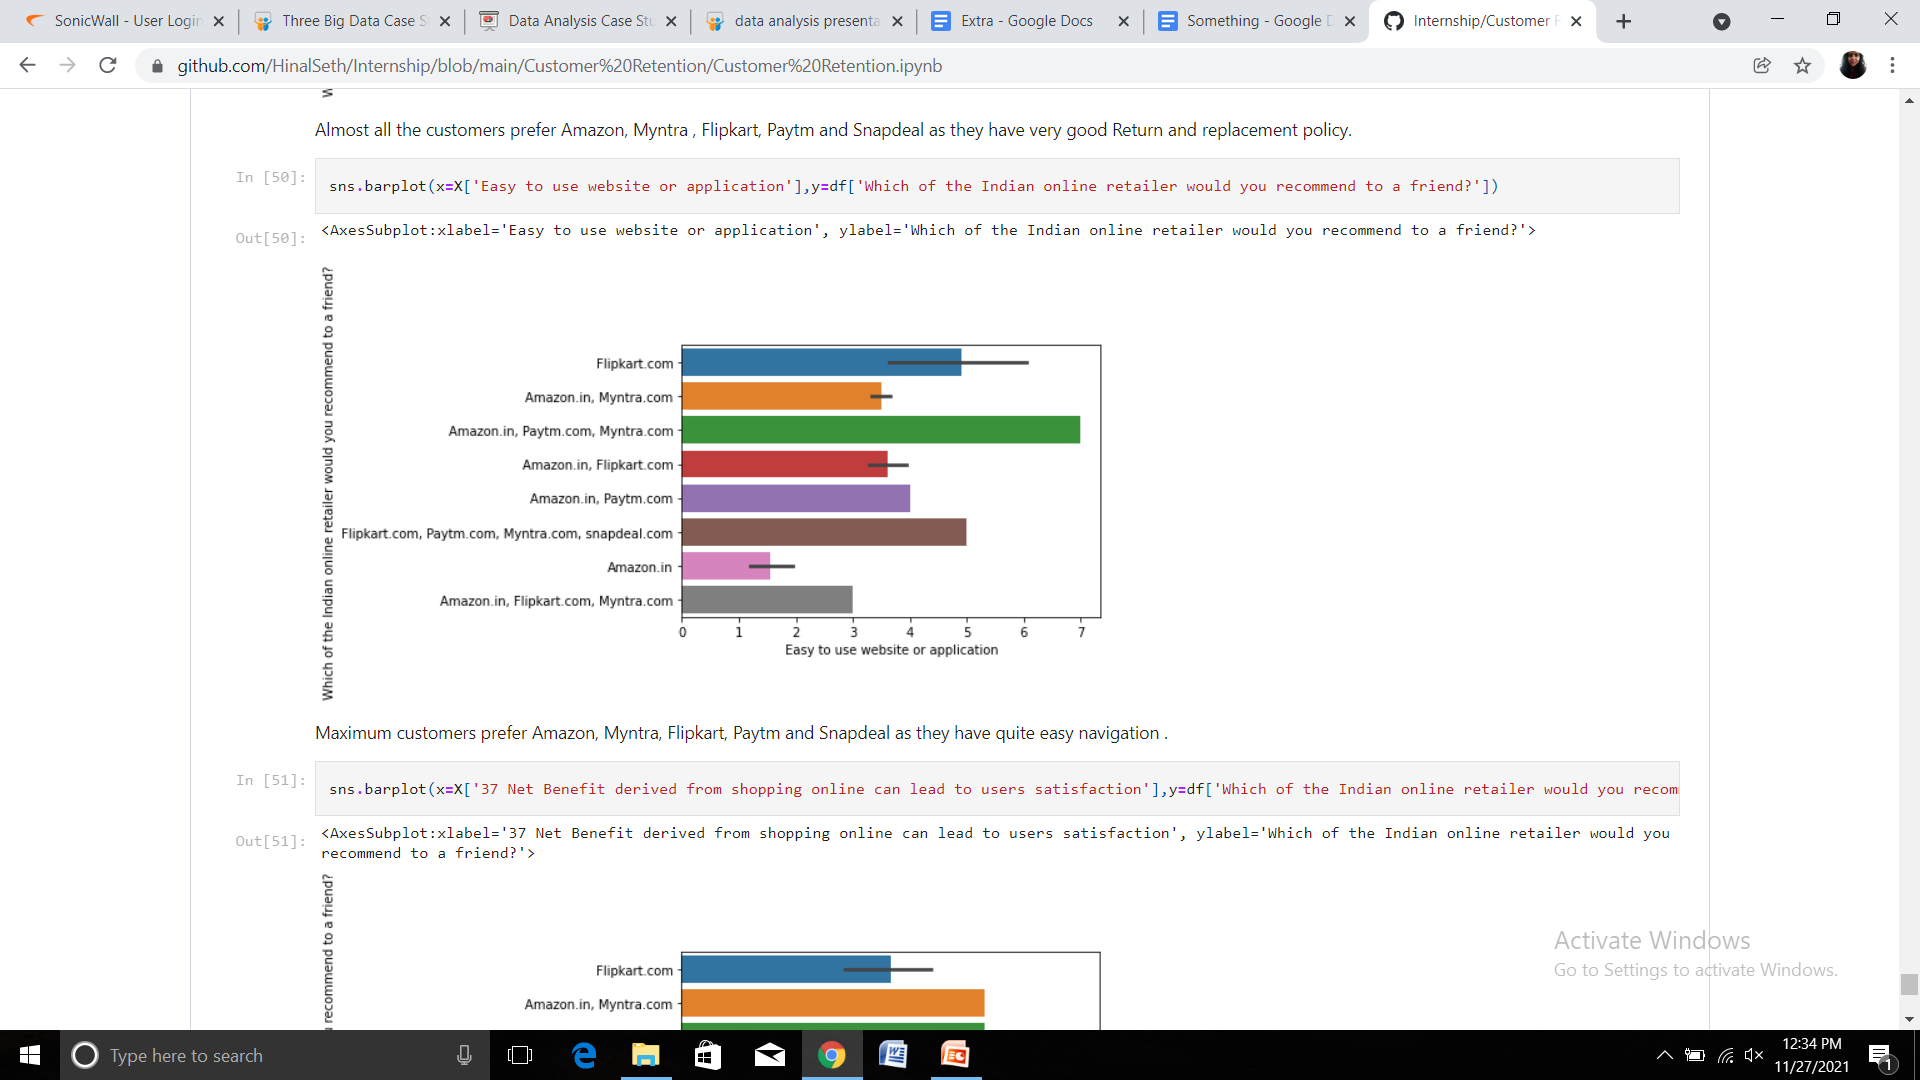 SonicWall - User Login
Three Big Data Case S
Data Analysis Case Stu
data analysis presenta
Extra - Google Docs
Something - Google D
Internship/Customer R
github.com/HinalSeth/Internship/blob/main/Customer%20Retention/Customer%20Retention.ipynb
W
Almost all the customers prefer Amazon, Myntra , Flipkart, Paytm and Snapdeal as they have very good Return and replacement policy.
In [50]:
sns.barplot(x=X['Easy to use website or application'],y=df['Which of the Indian online retailer would you recommend to a friend?'])
Out[50]:
<AxesSubplot:xlabel='Easy to use website or application', ylabel='Which of the Indian online retailer would you recommend to a friend?'>
Which of the Indian online retailer would you recommend to a friend?
Flipkart.com
Amazon.in, Myntra.com
Amazon.in, Paytm.com, Myntra.com
Amazon.in, Flipkart.com
Amazon.in, Paytm.com
Flipkart.com, Paytm.com, Myntra.com, snapdeal.com
Amazon.in
Amazon.in, Flipkart.com, Myntra.com
0 1 2 3 4 5 6 7
Easy to use website or application
Maximum customers prefer Amazon, Myntra, Flipkart, Paytm and Snapdeal as they have quite easy navigation .
In [51]:
sns.barplot(x=X['37 Net Benefit derived from shopping online can lead to users satisfaction'],y=df['Which of the Indian online retailer would you recom
Out[51]:
<AxesSubplot:xlabel='37 Net Benefit derived from shopping online can lead to users satisfaction', ylabel='Which of the Indian online retailer would you
recommend to a friend?'>
recommend to a friend?
Flipkart.com
Amazon.in, Myntra.com
Activate Windows
Go to Settings to activate Windows.
Type here to search
12:34 PM
11/27/2021
1